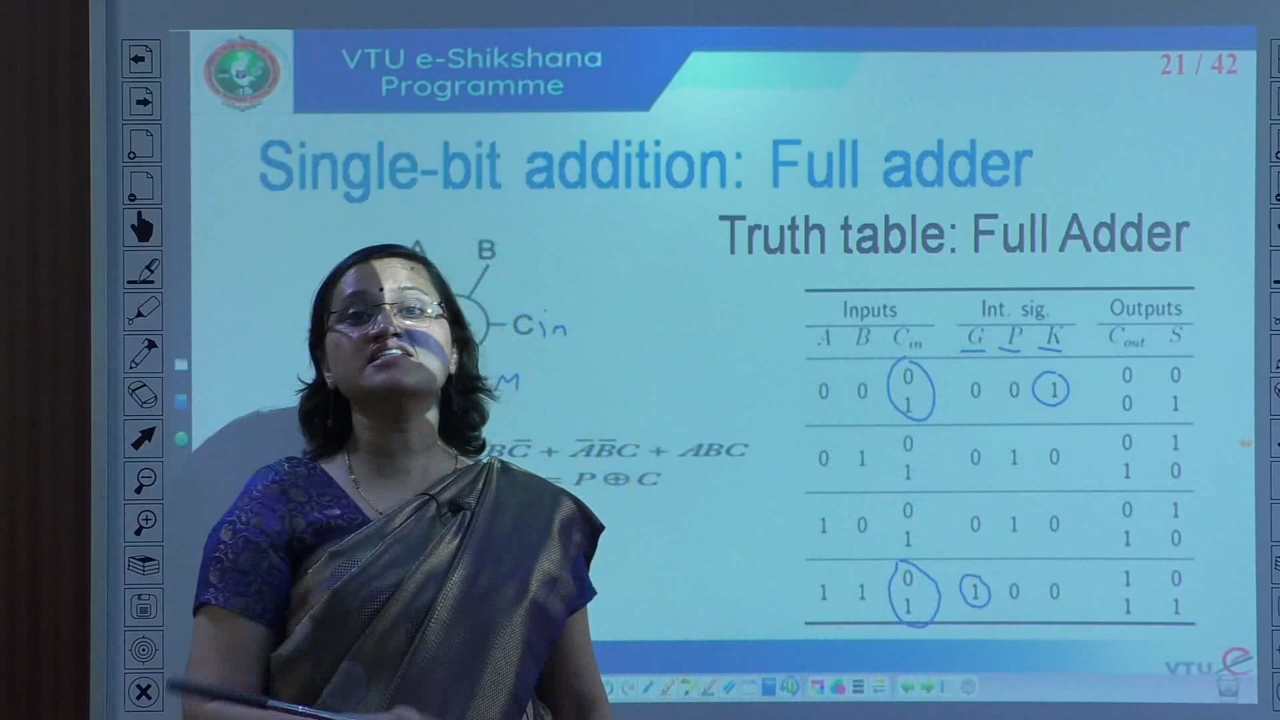 VTU e-Shikshana
Programme
21 / 42
Single-bit addition: Full adder
Truth table: Full Adder
B
C in
M
BC̅ + A̅B̅C + ABC
= P ⊕ C
Inputs Int. sig. Outputs
A B Cin G P K Cout S
0 0 0 0 0 1 0 0
1 0 1
0 1 0 0 1 0 0 1
1 1 0
1 0 0 0 1 0 0 1
1 1 0
1 1 0 1 0 0 1 0
1 1 1
VTU e